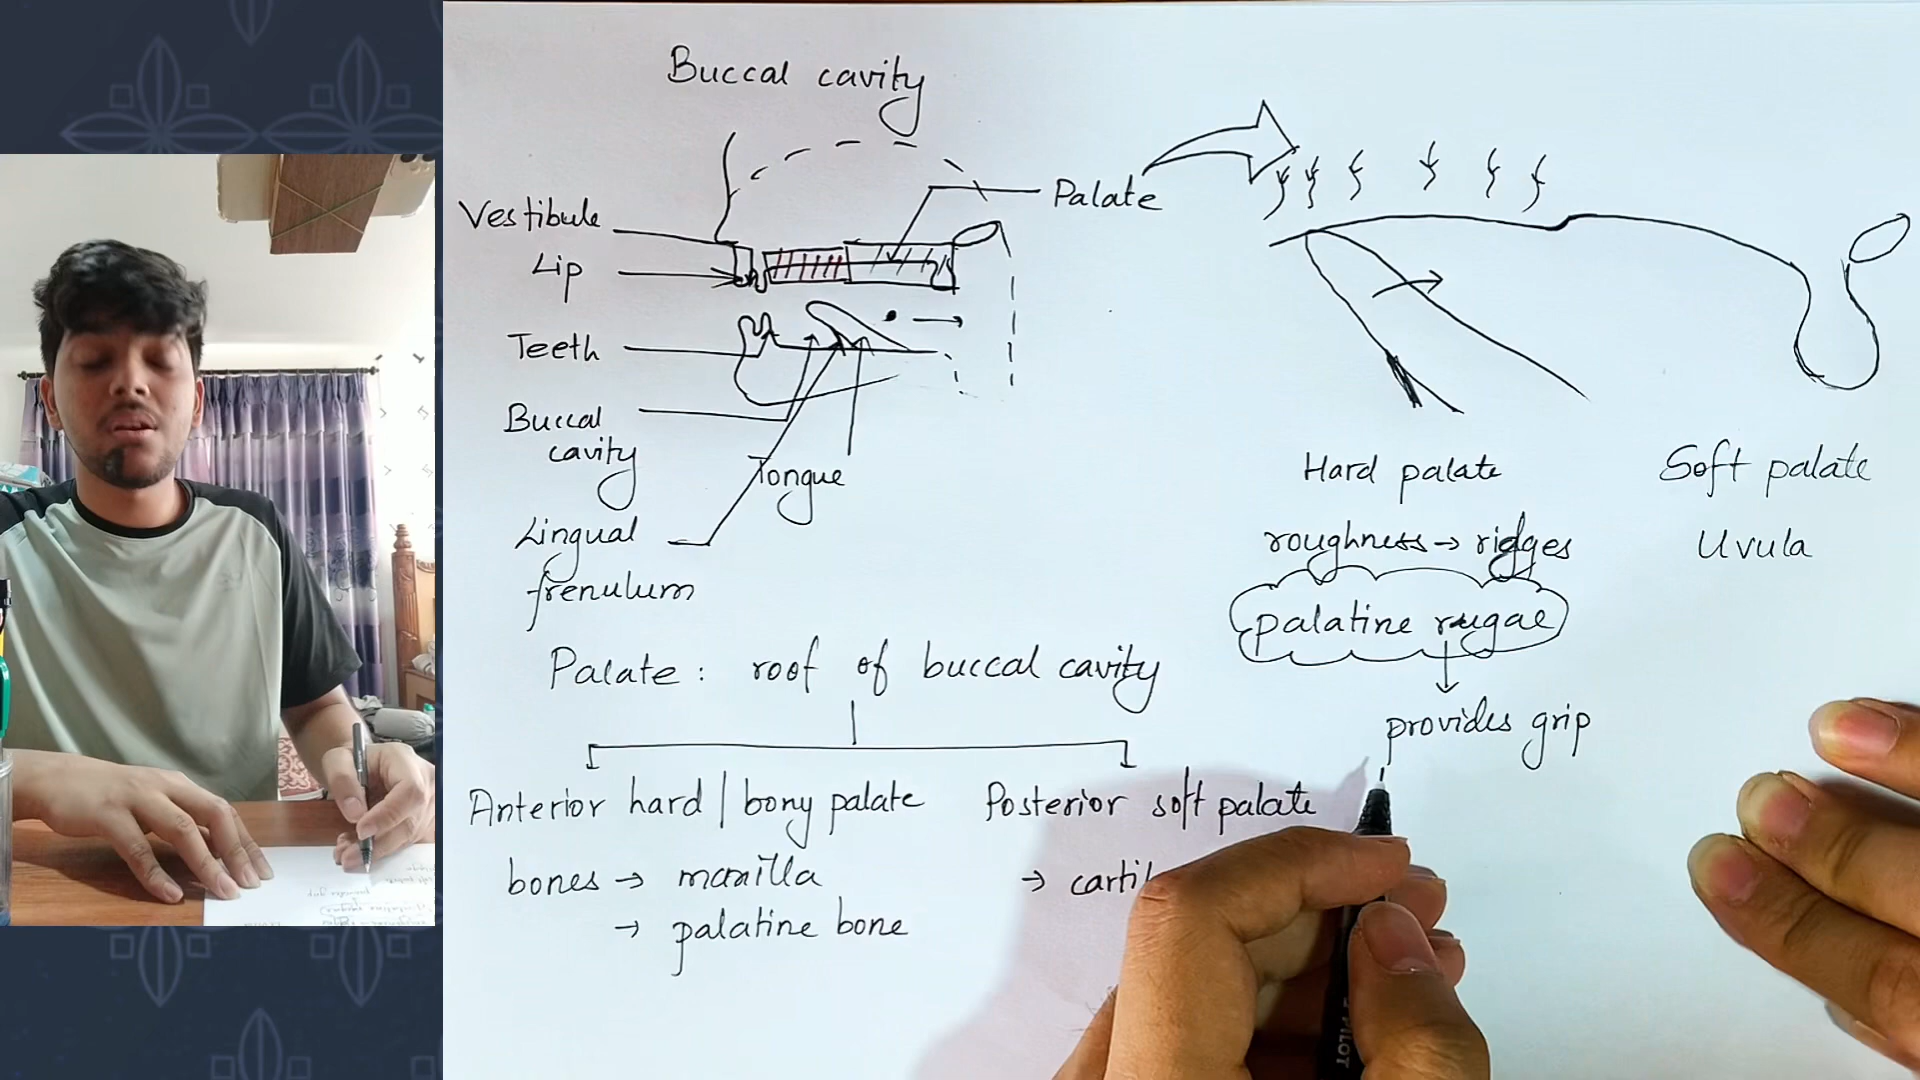 Buccal cavity
Vestibule
Lip
Teeth
Buccal
cavity
Tongue
Lingual
frenulum
Palate
Palate : roof of buccal cavity
Anterior hard | bony palate
bones → maxilla
→ palatine bone
Posterior soft palate
Hard palate
roughness → ridges
palatine rugae
provides grip
Soft palate
Uvula
PILOT